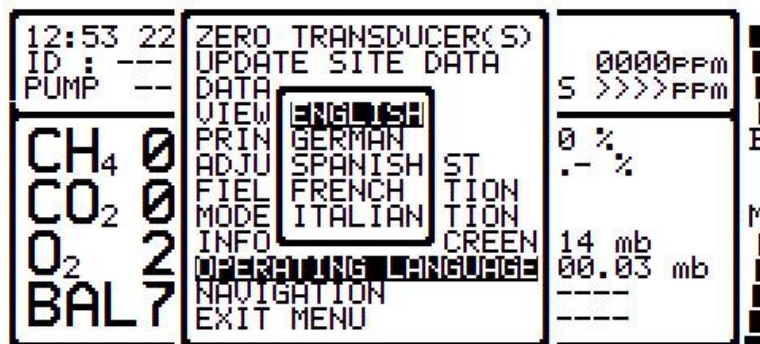 12:53 22
ID : ---
PUMP --
CH₄ 0
CO₂ 0
O₂ 2
BAL 7
ZERO TRANSDUCER(S)
UPDATE SITE DATA
DATA
VIEW
PRIN
ADJU ST
FIEL TION
MODE TION
INFO CREEN
OPERATING LANGUAGE
NAVIGATION
EXIT MENU
ENGLISH
GERMAN
SPANISH
FRENCH
ITALIAN
0000ppm
S >>>>ppm
0 %
.- %
14 mb
00.03 mb
----
----